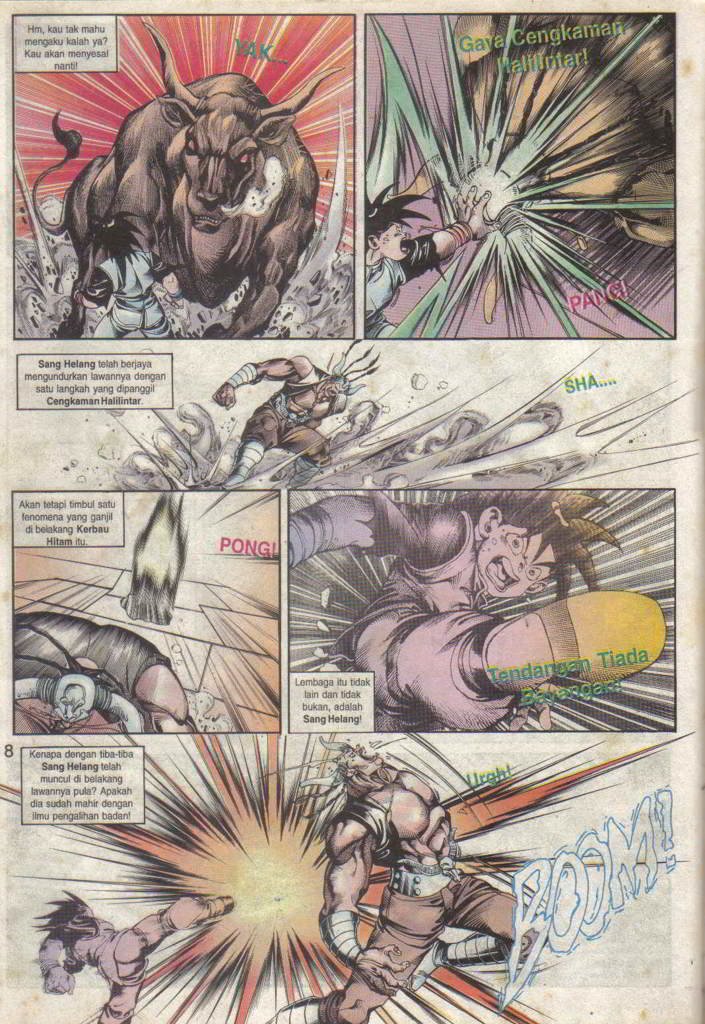 Hm, kau tak mahu
mengaku kalah ya?
Kau akan menyesal
nanti!
YAK...
Gaya Cengkaman
Halilintar!
PANG!
Sang Helang telah berjaya
mengundurkan lawannya dengan
satu langkah yang dipanggil
Cengkaman Halilintar.
SHA....
Akan tetapi timbul satu
fenomena yang ganjil
di belakang Kerbau
Hitam itu.
PONG!
Lembaga itu tidak
lain dan tidak
bukan, adalah
Sang Helang!
Tendangan Tiada
Bayangan!
8
Kenapa dengan tiba-tiba
Sang Helang telah
muncul di belakang
lawannya pula? Apakah
dia sudah mahir dengan
ilmu pengalihan badan!
Urgh!
BOOM!